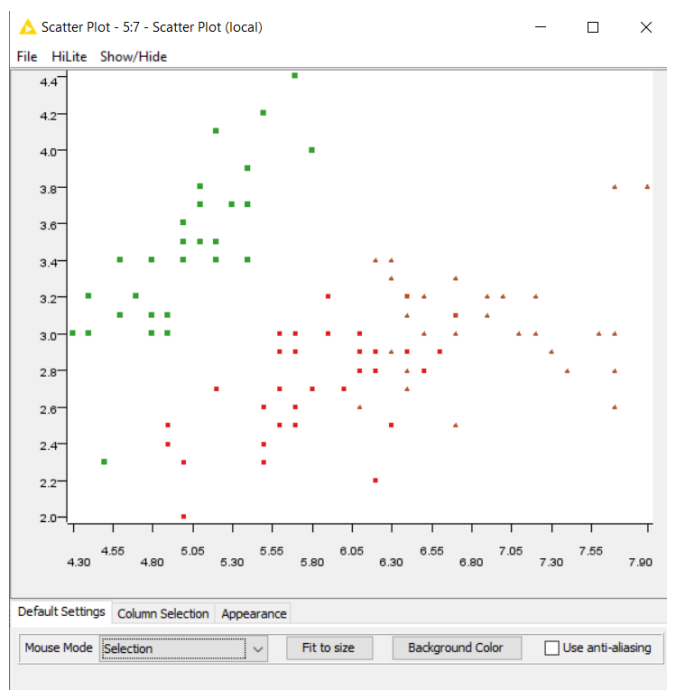 Scatter Plot - 5:7 - Scatter Plot (local)
File HiLite Show/Hide
4.4
4.2
4.0
3.8
3.6
3.4
3.2
3.0
2.8
2.6
2.4
2.2
2.0
4.55 5.05 5.55 6.05 6.55 7.05 7.55
4.30 4.80 5.30 5.80 6.30 6.80 7.30 7.90
Default Settings Column Selection Appearance
Mouse Mode Selection Fit to size Background Color Use anti-aliasing